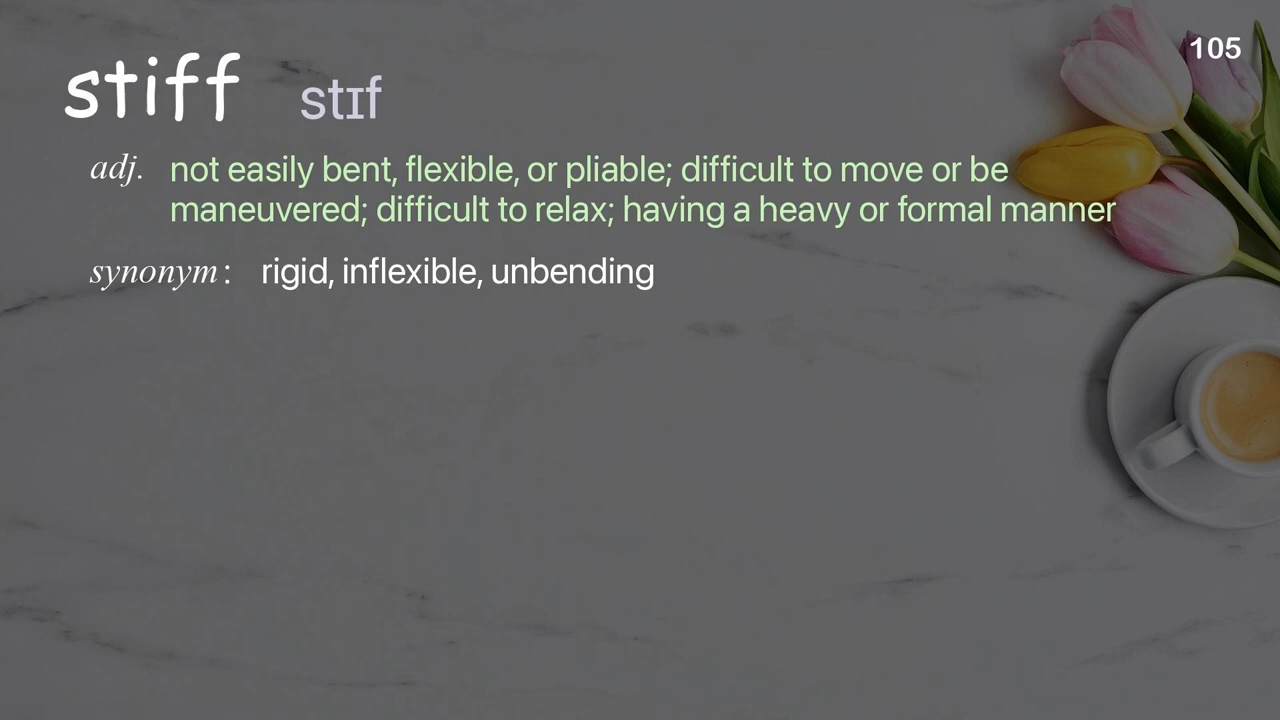 105
stiff stɪf
adj. not easily bent, flexible, or pliable; difficult to move or be
maneuvered; difficult to relax; having a heavy or formal manner
synonym: rigid, inflexible, unbending